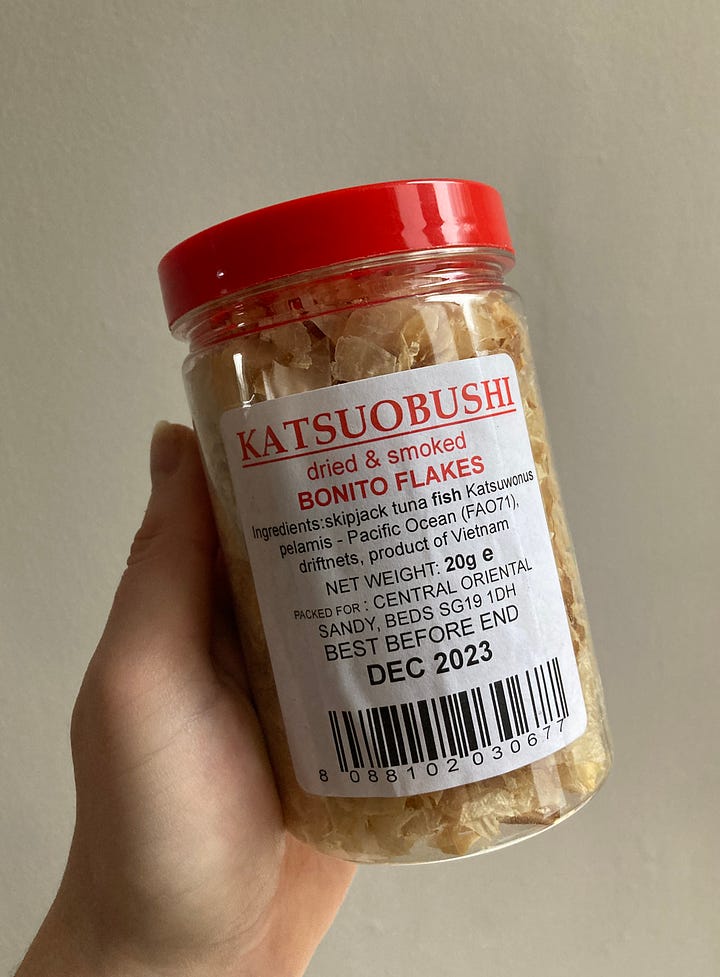 KATSUOBUSHI
dried & smoked
BONITO FLAKES
Ingredients:skipjack tuna fish Katsuwonus
pelamis - Pacific Ocean (FAO71),
driftnets, product of Vietnam
NET WEIGHT: 20g e
PACKED FOR : CENTRAL ORIENTAL
SANDY, BEDS SG19 1DH
BEST BEFORE END
DEC 2023
8 088102 030677